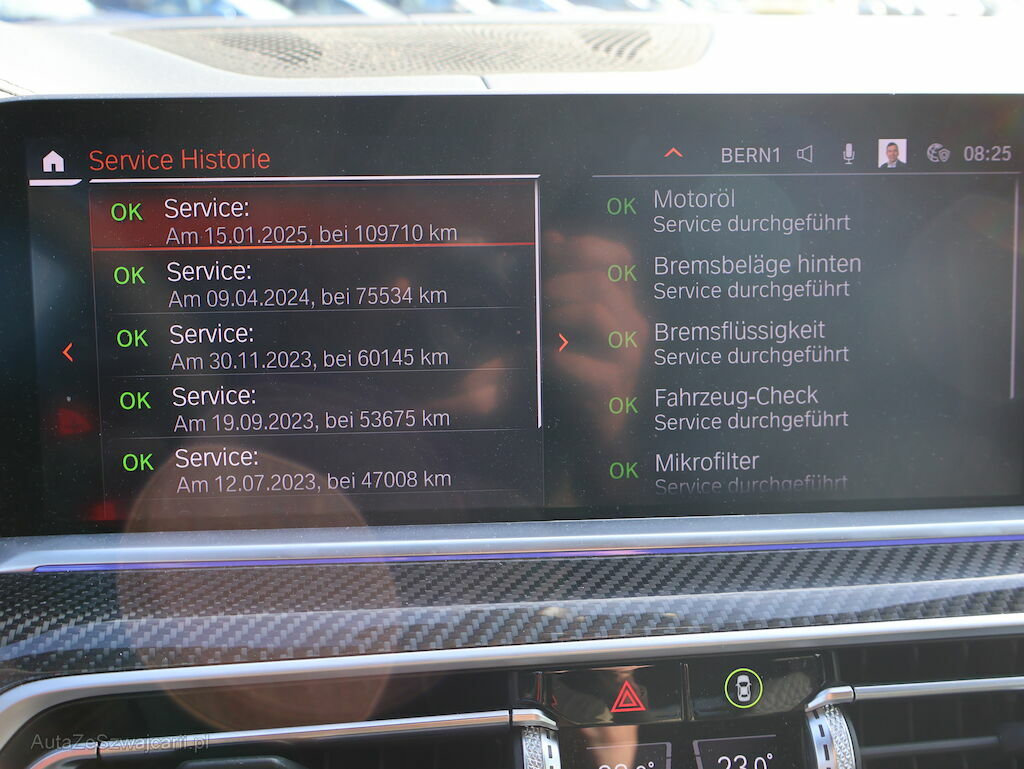 Service Historie
BERN1
08:25
OK Service:
Am 15.01.2025, bei 109710 km
OK Service:
Am 09.04.2024, bei 75534 km
OK Service:
Am 30.11.2023, bei 60145 km
OK Service:
Am 19.09.2023, bei 53675 km
OK Service:
Am 12.07.2023, bei 47008 km
OK Motoröl
Service durchgeführt
OK Bremsbeläge hinten
Service durchgeführt
OK Bremsflüssigkeit
Service durchgeführt
OK Fahrzeug-Check
Service durchgeführt
OK Mikrofilter
Service durchgeführt
AutaZeSzwajcarii.pl
23.0°